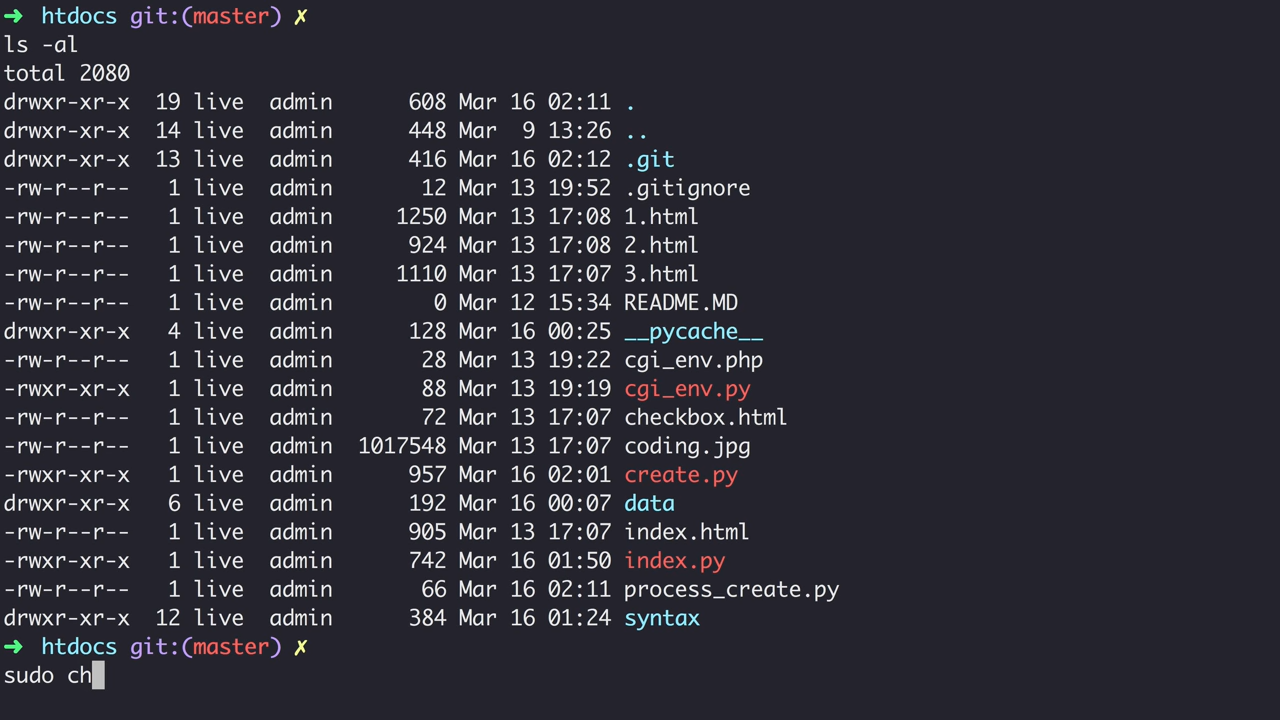 ➜ htdocs git:(master) ✗
ls -al
total 2080
drwxr-xr-x 19 live admin 608 Mar 16 02:11 .
drwxr-xr-x 14 live admin 448 Mar 9 13:26 ..
drwxr-xr-x 13 live admin 416 Mar 16 02:12 .git
-rw-r--r-- 1 live admin 12 Mar 13 19:52 .gitignore
-rw-r--r-- 1 live admin 1250 Mar 13 17:08 1.html
-rw-r--r-- 1 live admin 924 Mar 13 17:08 2.html
-rw-r--r-- 1 live admin 1110 Mar 13 17:07 3.html
-rw-r--r-- 1 live admin 0 Mar 12 15:34 README.MD
drwxr-xr-x 4 live admin 128 Mar 16 00:25 __pycache__
-rw-r--r-- 1 live admin 28 Mar 13 19:22 cgi_env.php
-rwxr-xr-x 1 live admin 88 Mar 13 19:19 cgi_env.py
-rw-r--r-- 1 live admin 72 Mar 13 17:07 checkbox.html
-rw-r--r-- 1 live admin 1017548 Mar 13 17:07 coding.jpg
-rwxr-xr-x 1 live admin 957 Mar 16 02:01 create.py
drwxr-xr-x 6 live admin 192 Mar 16 00:07 data
-rw-r--r-- 1 live admin 905 Mar 13 17:07 index.html
-rwxr-xr-x 1 live admin 742 Mar 16 01:50 index.py
-rw-r--r-- 1 live admin 66 Mar 16 02:11 process_create.py
drwxr-xr-x 12 live admin 384 Mar 16 01:24 syntax
➜ htdocs git:(master) ✗
sudo ch